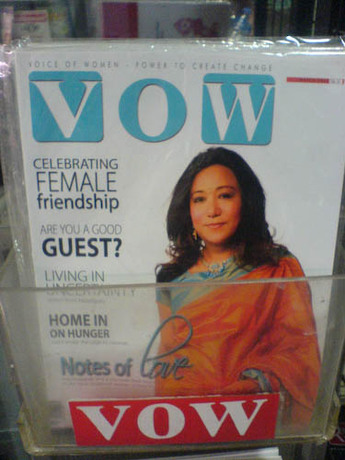 VOICE OF WOMEN - POWER TO CREATE CHANGE
VOW
CELEBRATING
FEMALE
friendship
ARE YOU A GOOD
GUEST?
LIVING IN
UNCERTAINTY
HOME IN
ON HUNGER
Notes of love
VOW